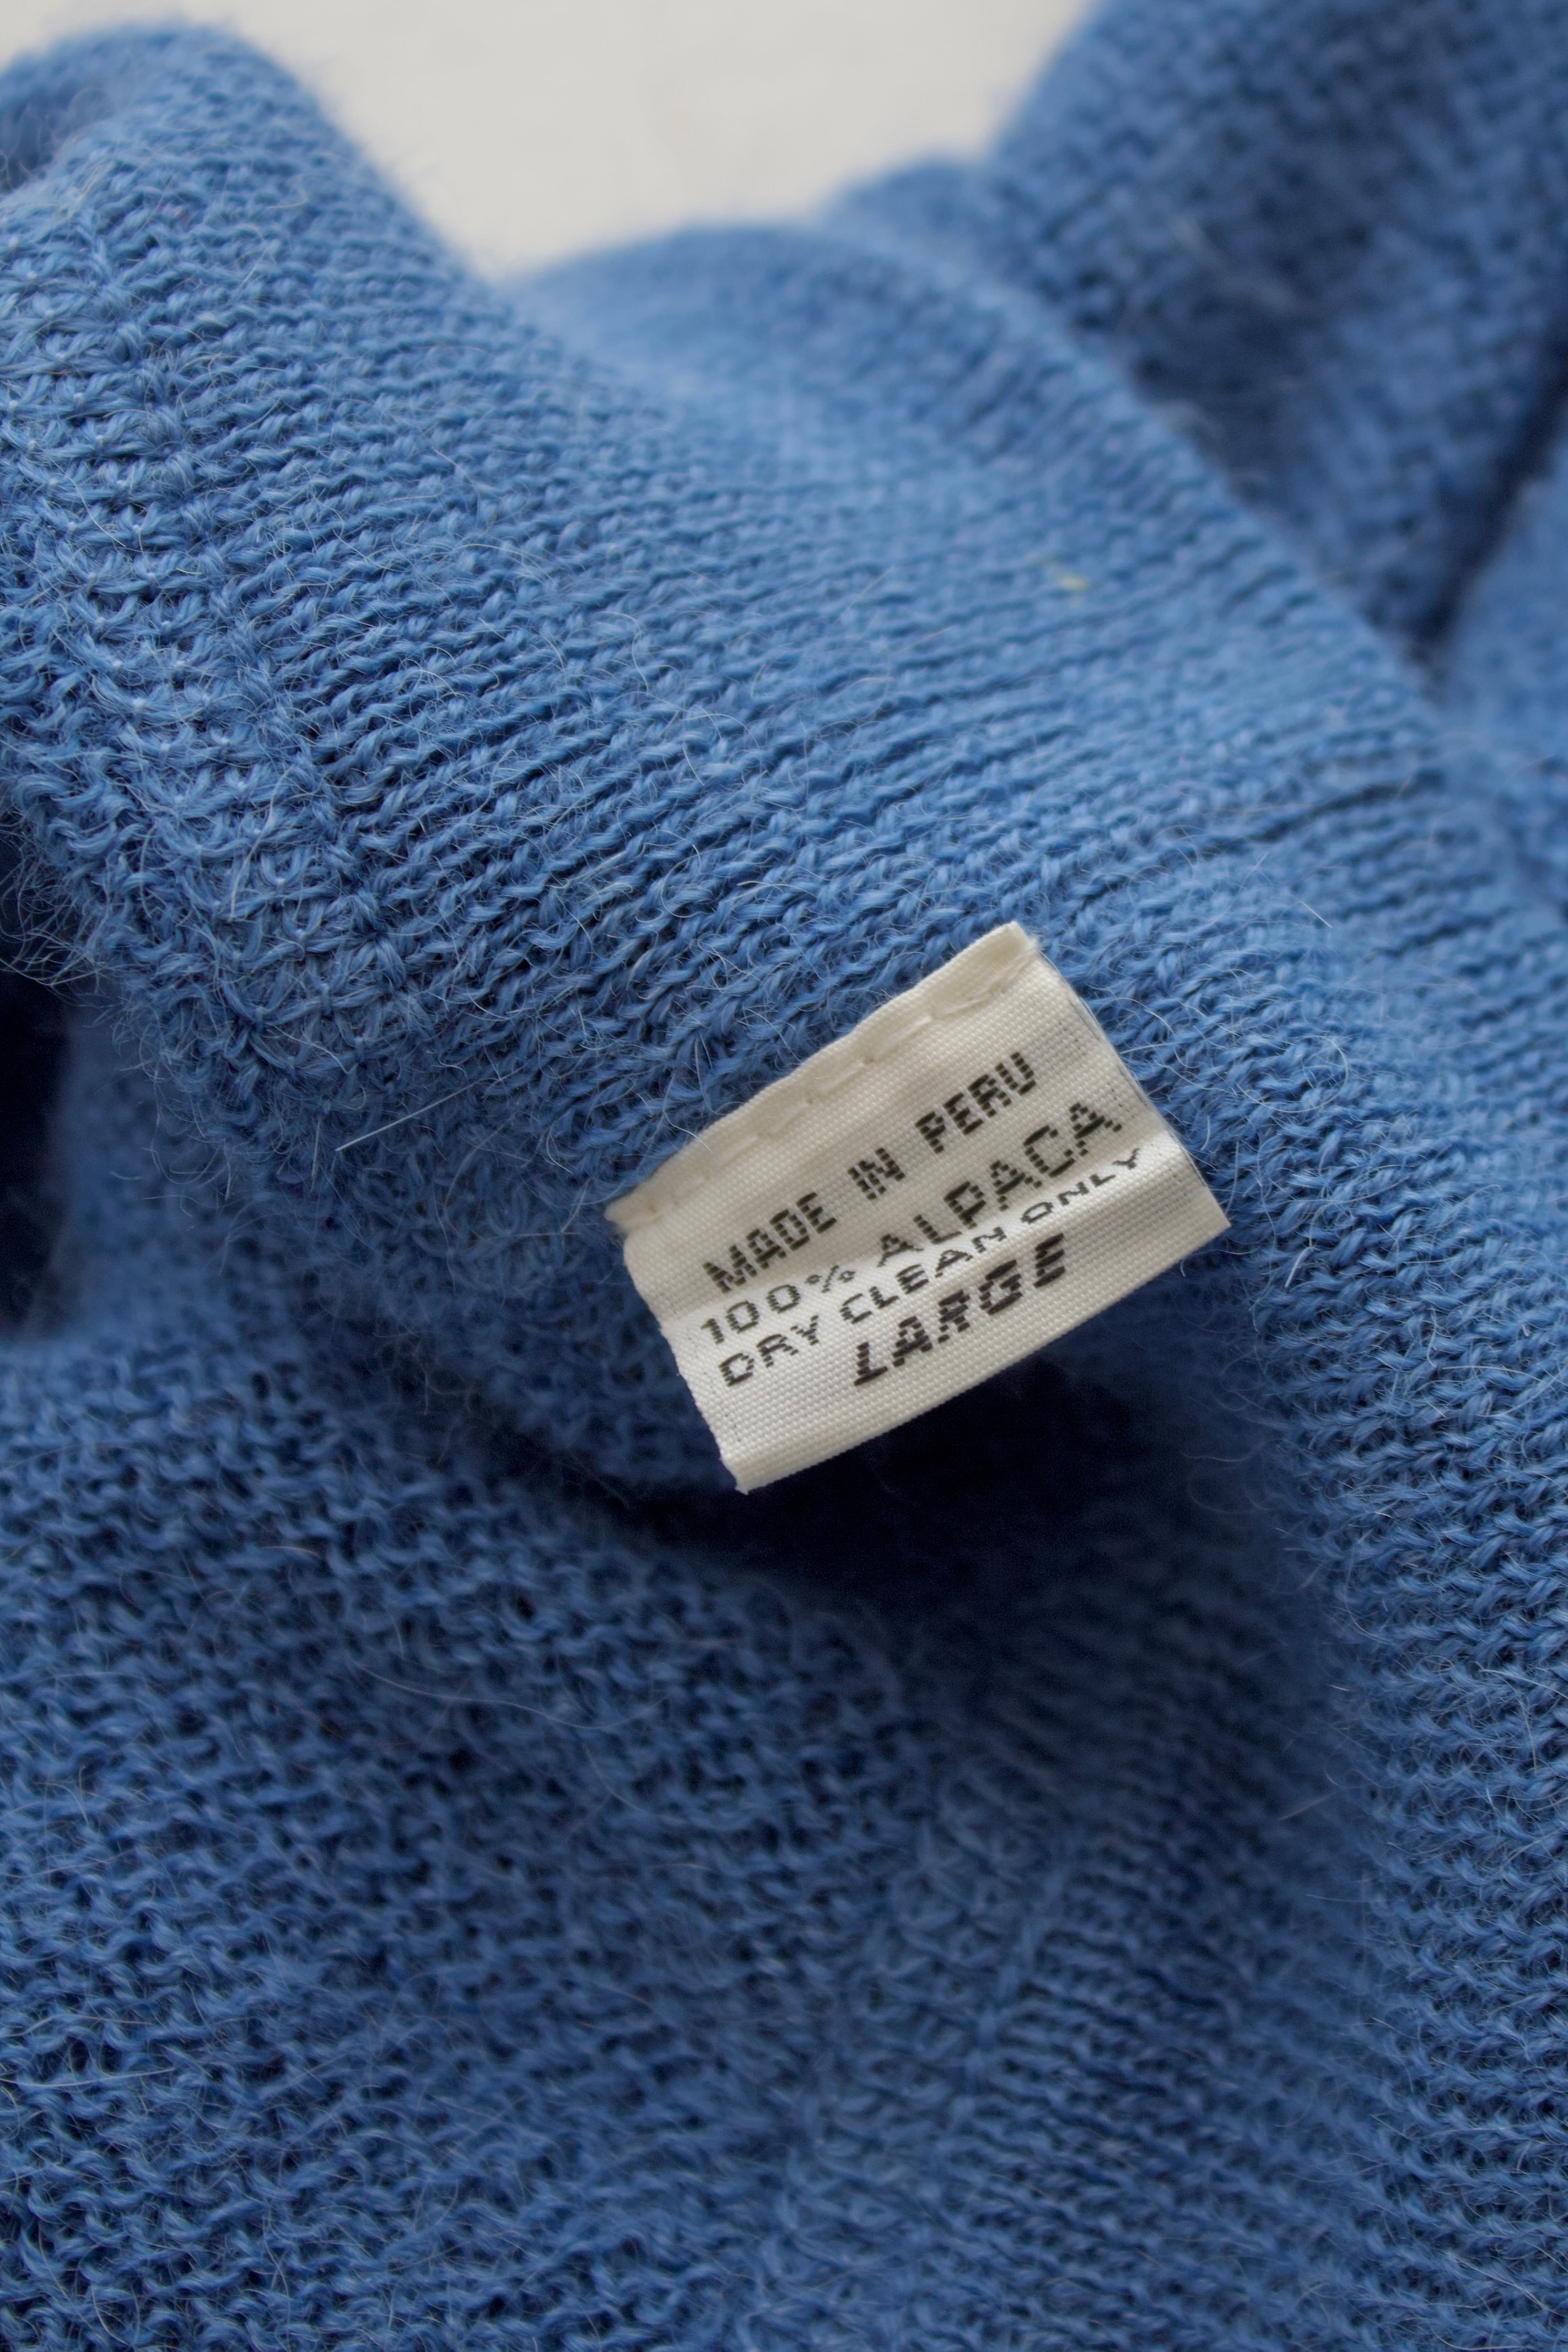 MADE IN PERU
100% ALPACA
DRY CLEAN ONLY
LARGE